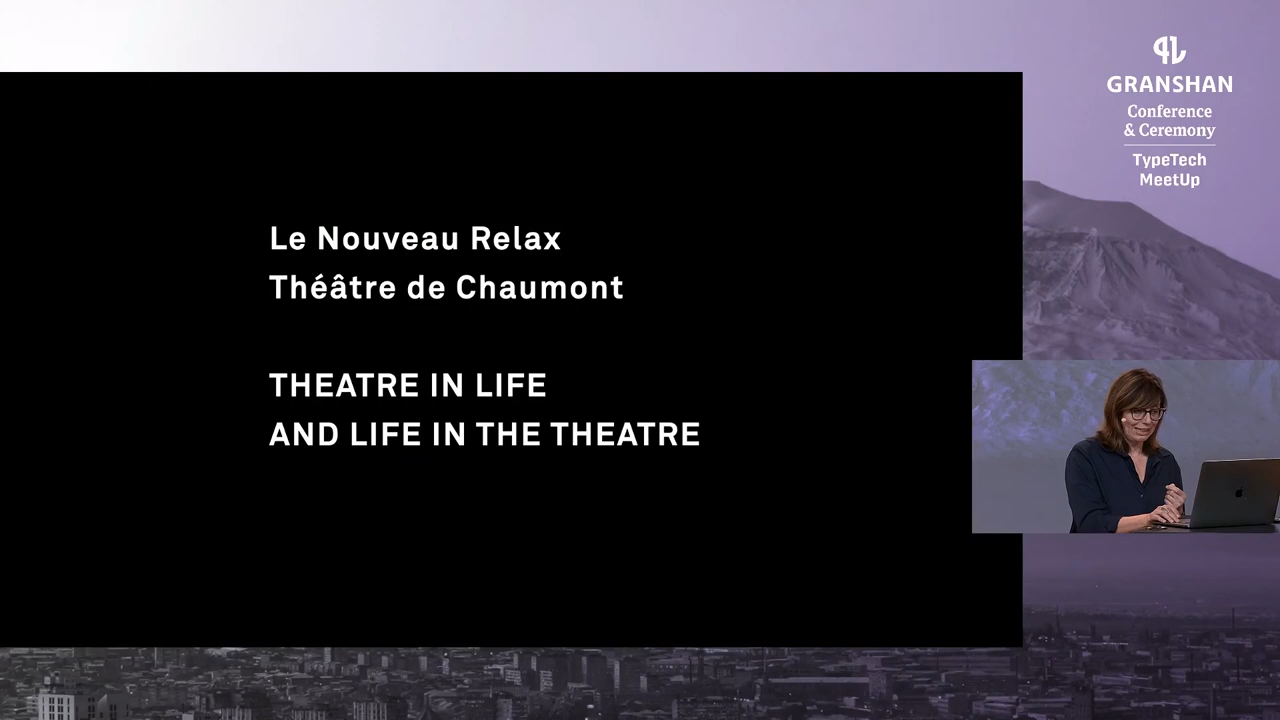 Le Nouveau Relax
Théâtre de Chaumont
THEATRE IN LIFE
AND LIFE IN THE THEATRE
GRANSHAN
Conference
& Ceremony
TypeTech
MeetUp